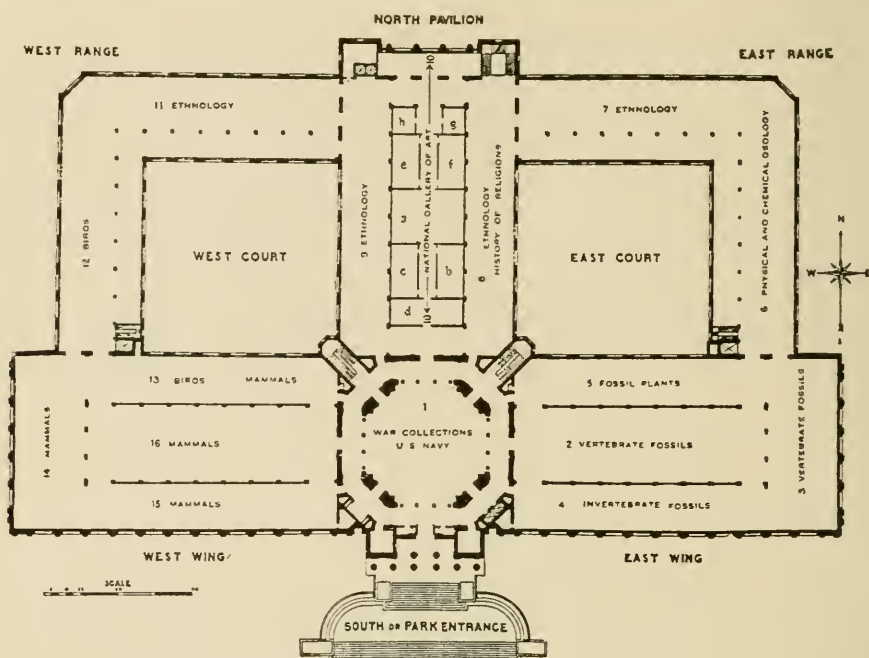 NORTH PAVILION
WEST RANGE
EAST RANGE
11 ETHNOLOGY
7 ETHNOLOGY
10
h
g
e
f
3
c
b
d
10
NATIONAL GALLERY OF ART
9 ETHNOLOGY
8 ETHNOLOGY
HISTORY OF RELIGIONS
6 PHYSICAL AND CHEMICAL GEOLOGY
12 BIRDS
WEST COURT
EAST COURT
N
W
E
S
13 BIRDS MAMMALS
5 FOSSIL PLANTS
1
WAR COLLECTIONS
U S NAVY
14 MAMMALS
16 MAMMALS
2 VERTEBRATE FOSSILS
3 VERTEBRATE FOSSILS
15 MAMMALS
4 INVERTEBRATE FOSSILS
WEST WING
EAST WING
SCALE
SOUTH OR PARK ENTRANCE